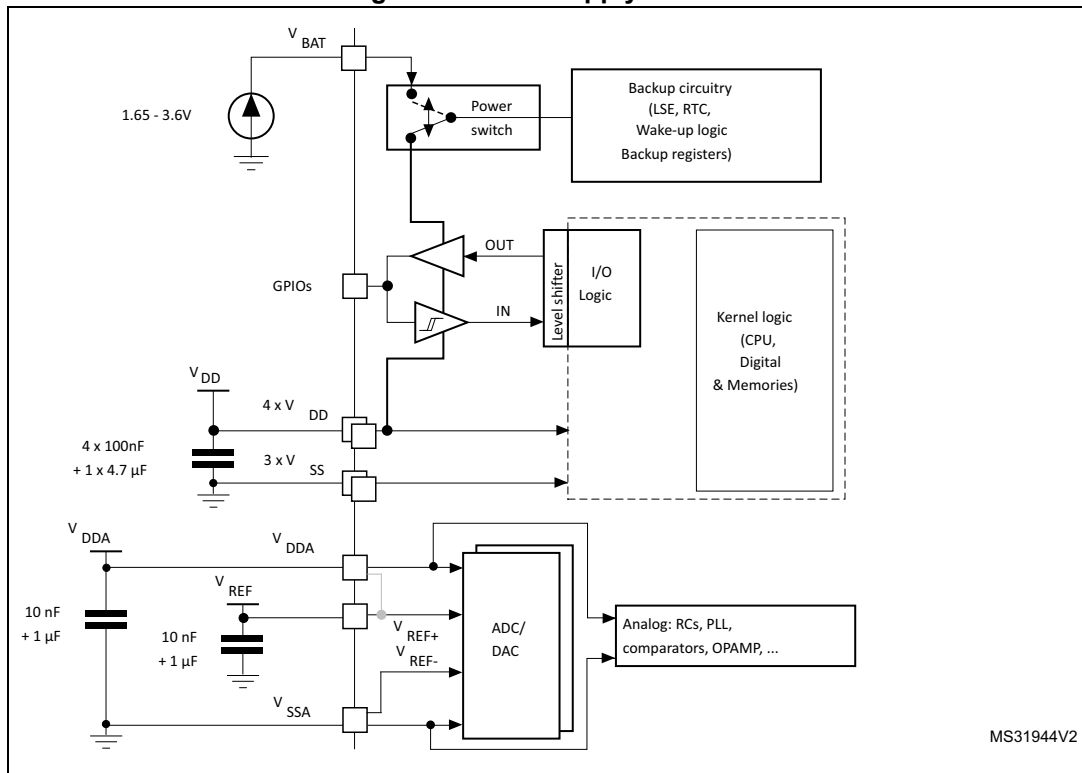 V BAT
1.65 - 3.6V
Power
switch
Backup circuitry
(LSE, RTC,
Wake-up logic
Backup registers)
GPIOs
OUT
IN
Level shifter
I/O
Logic
Kernel logic
(CPU,
Digital
& Memories)
V DD
4 x V DD
4 x 100nF
+ 1 x 4.7 µF
3 x V SS
V DDA
V DDA
10 nF
+ 1 µF
V REF
10 nF
+ 1 µF
V REF+
V REF-
V SSA
ADC/
DAC
Analog: RCs, PLL,
comparators, OPAMP, ...
MS31944V2